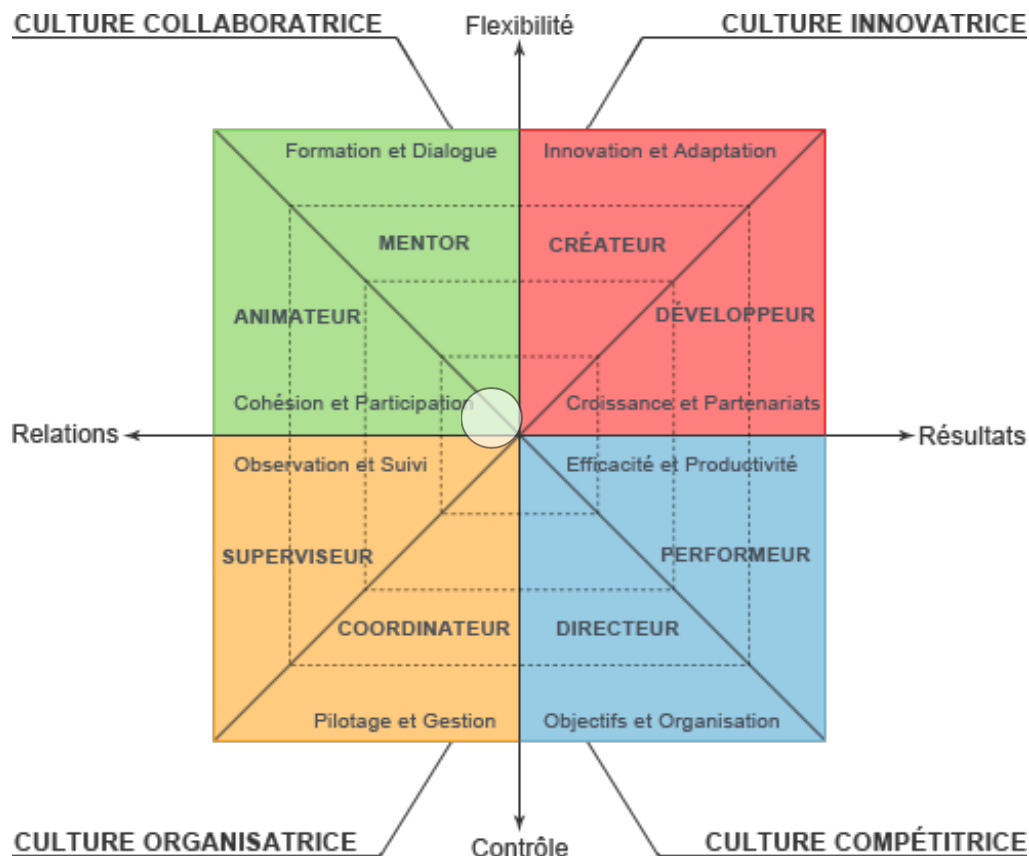 CULTURE COLLABORATRICE
Flexibilité
CULTURE INNOVATRICE
Formation et Dialogue
Innovation et Adaptation
MENTOR
CRÉATEUR
ANIMATEUR
DÉVELOPPEUR
Cohésion et Participation
Croissance et Partenariats
Relations
Résultats
Observation et Suivi
Efficacité et Productivité
SUPERVISEUR
PERFORMEUR
COORDINATEUR
DIRECTEUR
Pilotage et Gestion
Objectifs et Organisation
CULTURE ORGANISATRICE
Contrôle
CULTURE COMPÉTITRICE